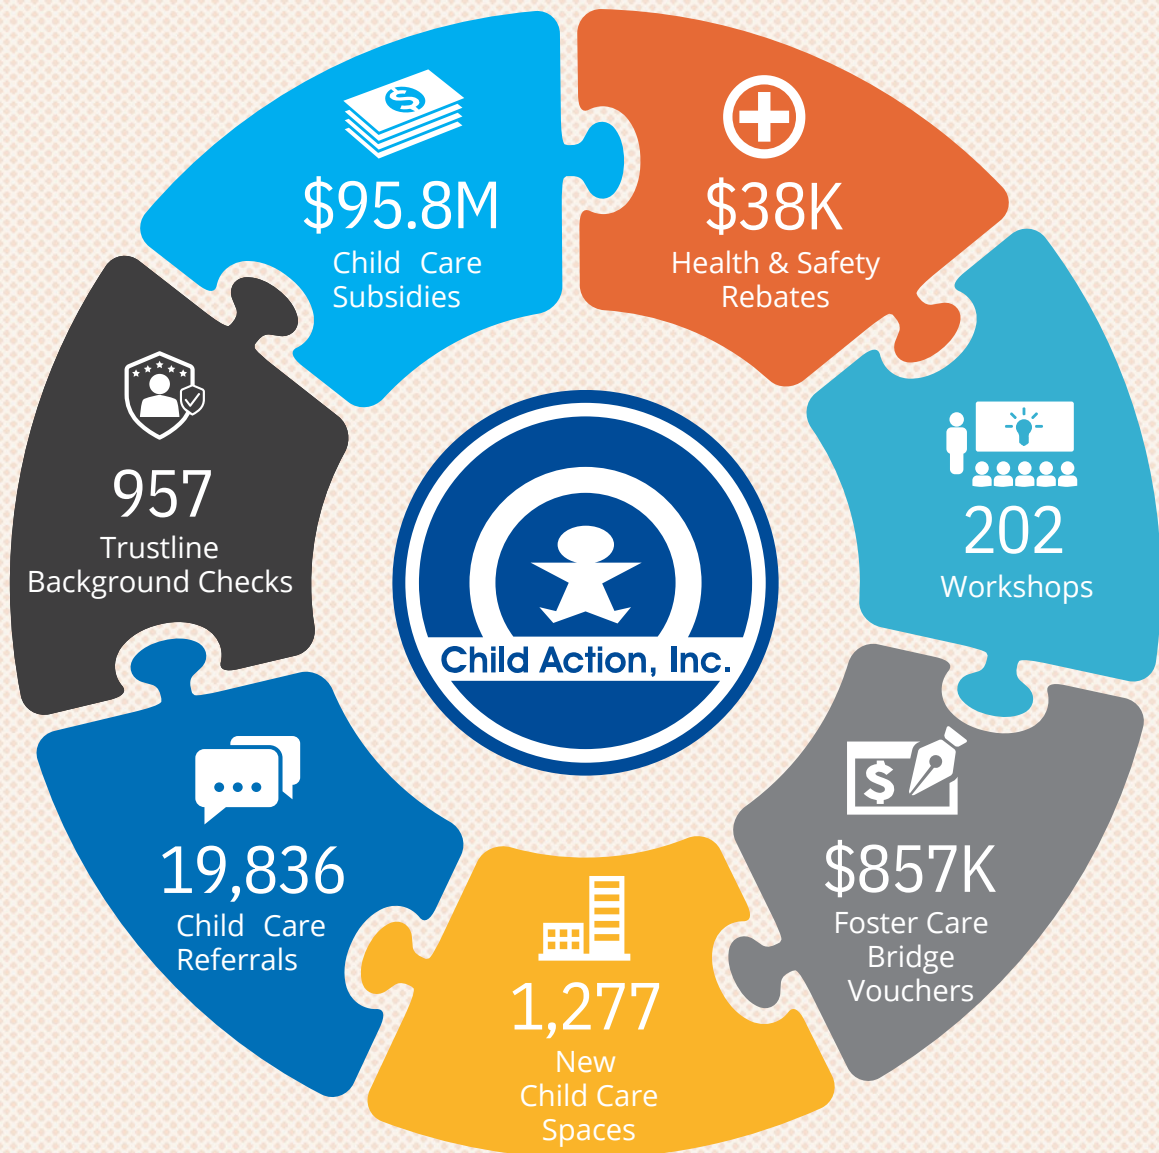 $95.8M
Child Care
Subsidies
$38K
Health & Safety
Rebates
202
Workshops
$857K
Foster Care
Bridge
Vouchers
1,277
New
Child Care
Spaces
19,836
Child Care
Referrals
957
Trustline
Background Checks
Child Action, Inc.